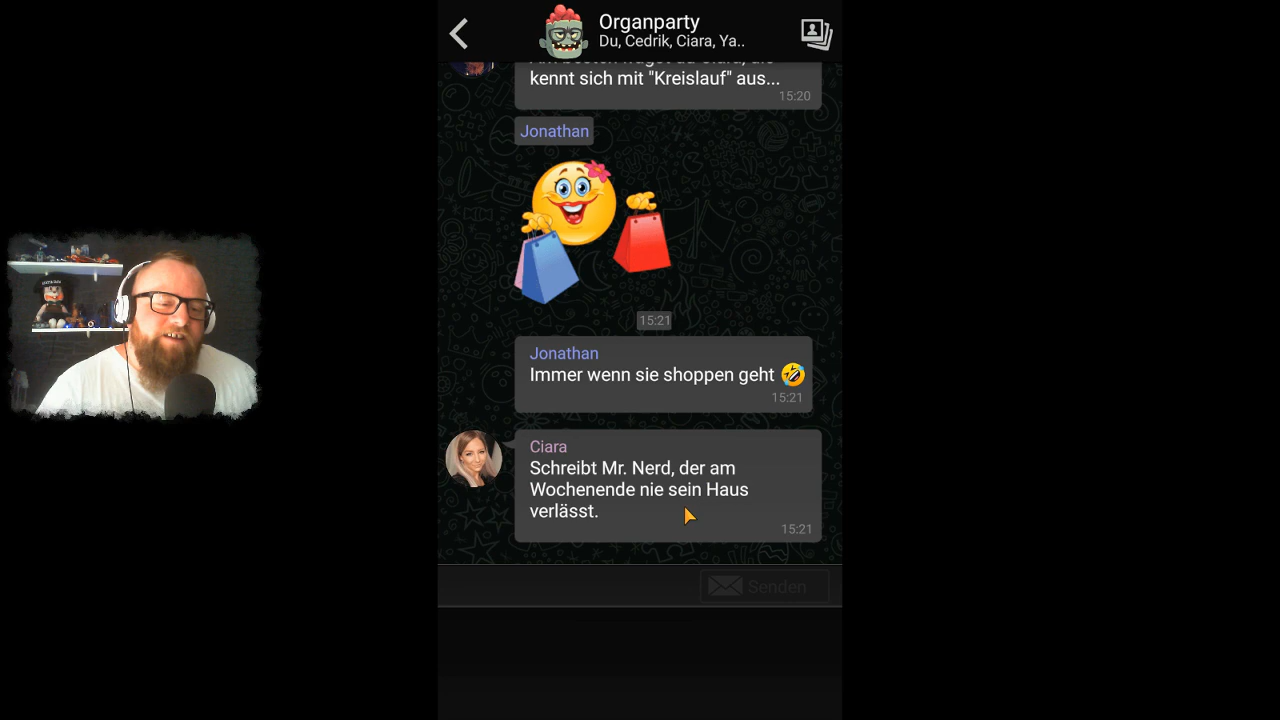 Organparty
Du, Cedrik, Ciara, Ya..
kennt sich mit "Kreislauf" aus...
15:20
Jonathan
15:21
Jonathan
Immer wenn sie shoppen geht 🤣
15:21
Ciara
Schreibt Mr. Nerd, der am
Wochenende nie sein Haus
verlässt.
15:21
Senden